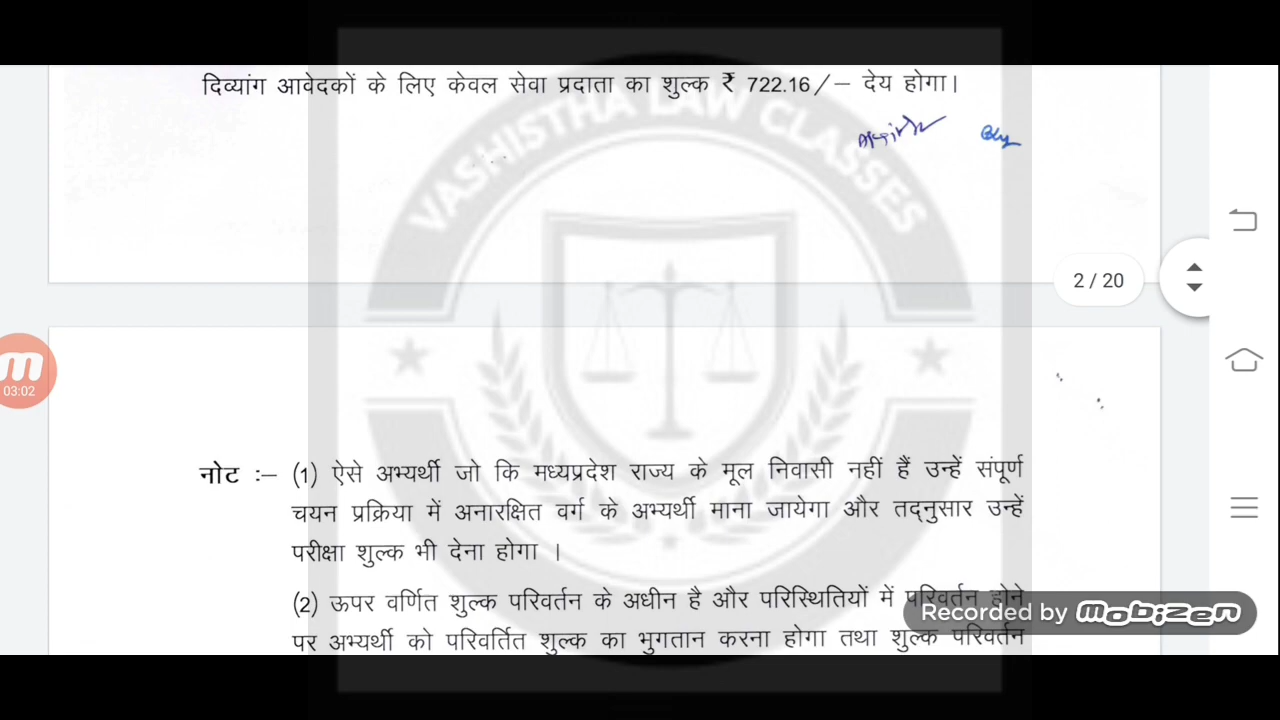 दिव्यांग आवेदकों के लिए केवल सेवा प्रदाता का शुल्क ₹ 722.16/— देय होगा।
VASHISTHA LAW CLASSES
2 / 20
03:02
नोट :— (1) ऐसे अभ्यर्थी जो कि मध्यप्रदेश राज्य के मूल निवासी नहीं हैं उन्हें संपूर्ण
चयन प्रक्रिया में अनारक्षित वर्ग के अभ्यर्थी माना जायेगा और तद्नुसार उन्हें
परीक्षा शुल्क भी देना होगा ।
(2) ऊपर वर्णित शुल्क परिवर्तन के अधीन है और परिस्थितियों में परिवर्तन होने
Recorded by mobizen
पर अभ्यर्थी को परिवर्तित शुल्क का भुगतान करना होगा तथा शुल्क परिवर्तन